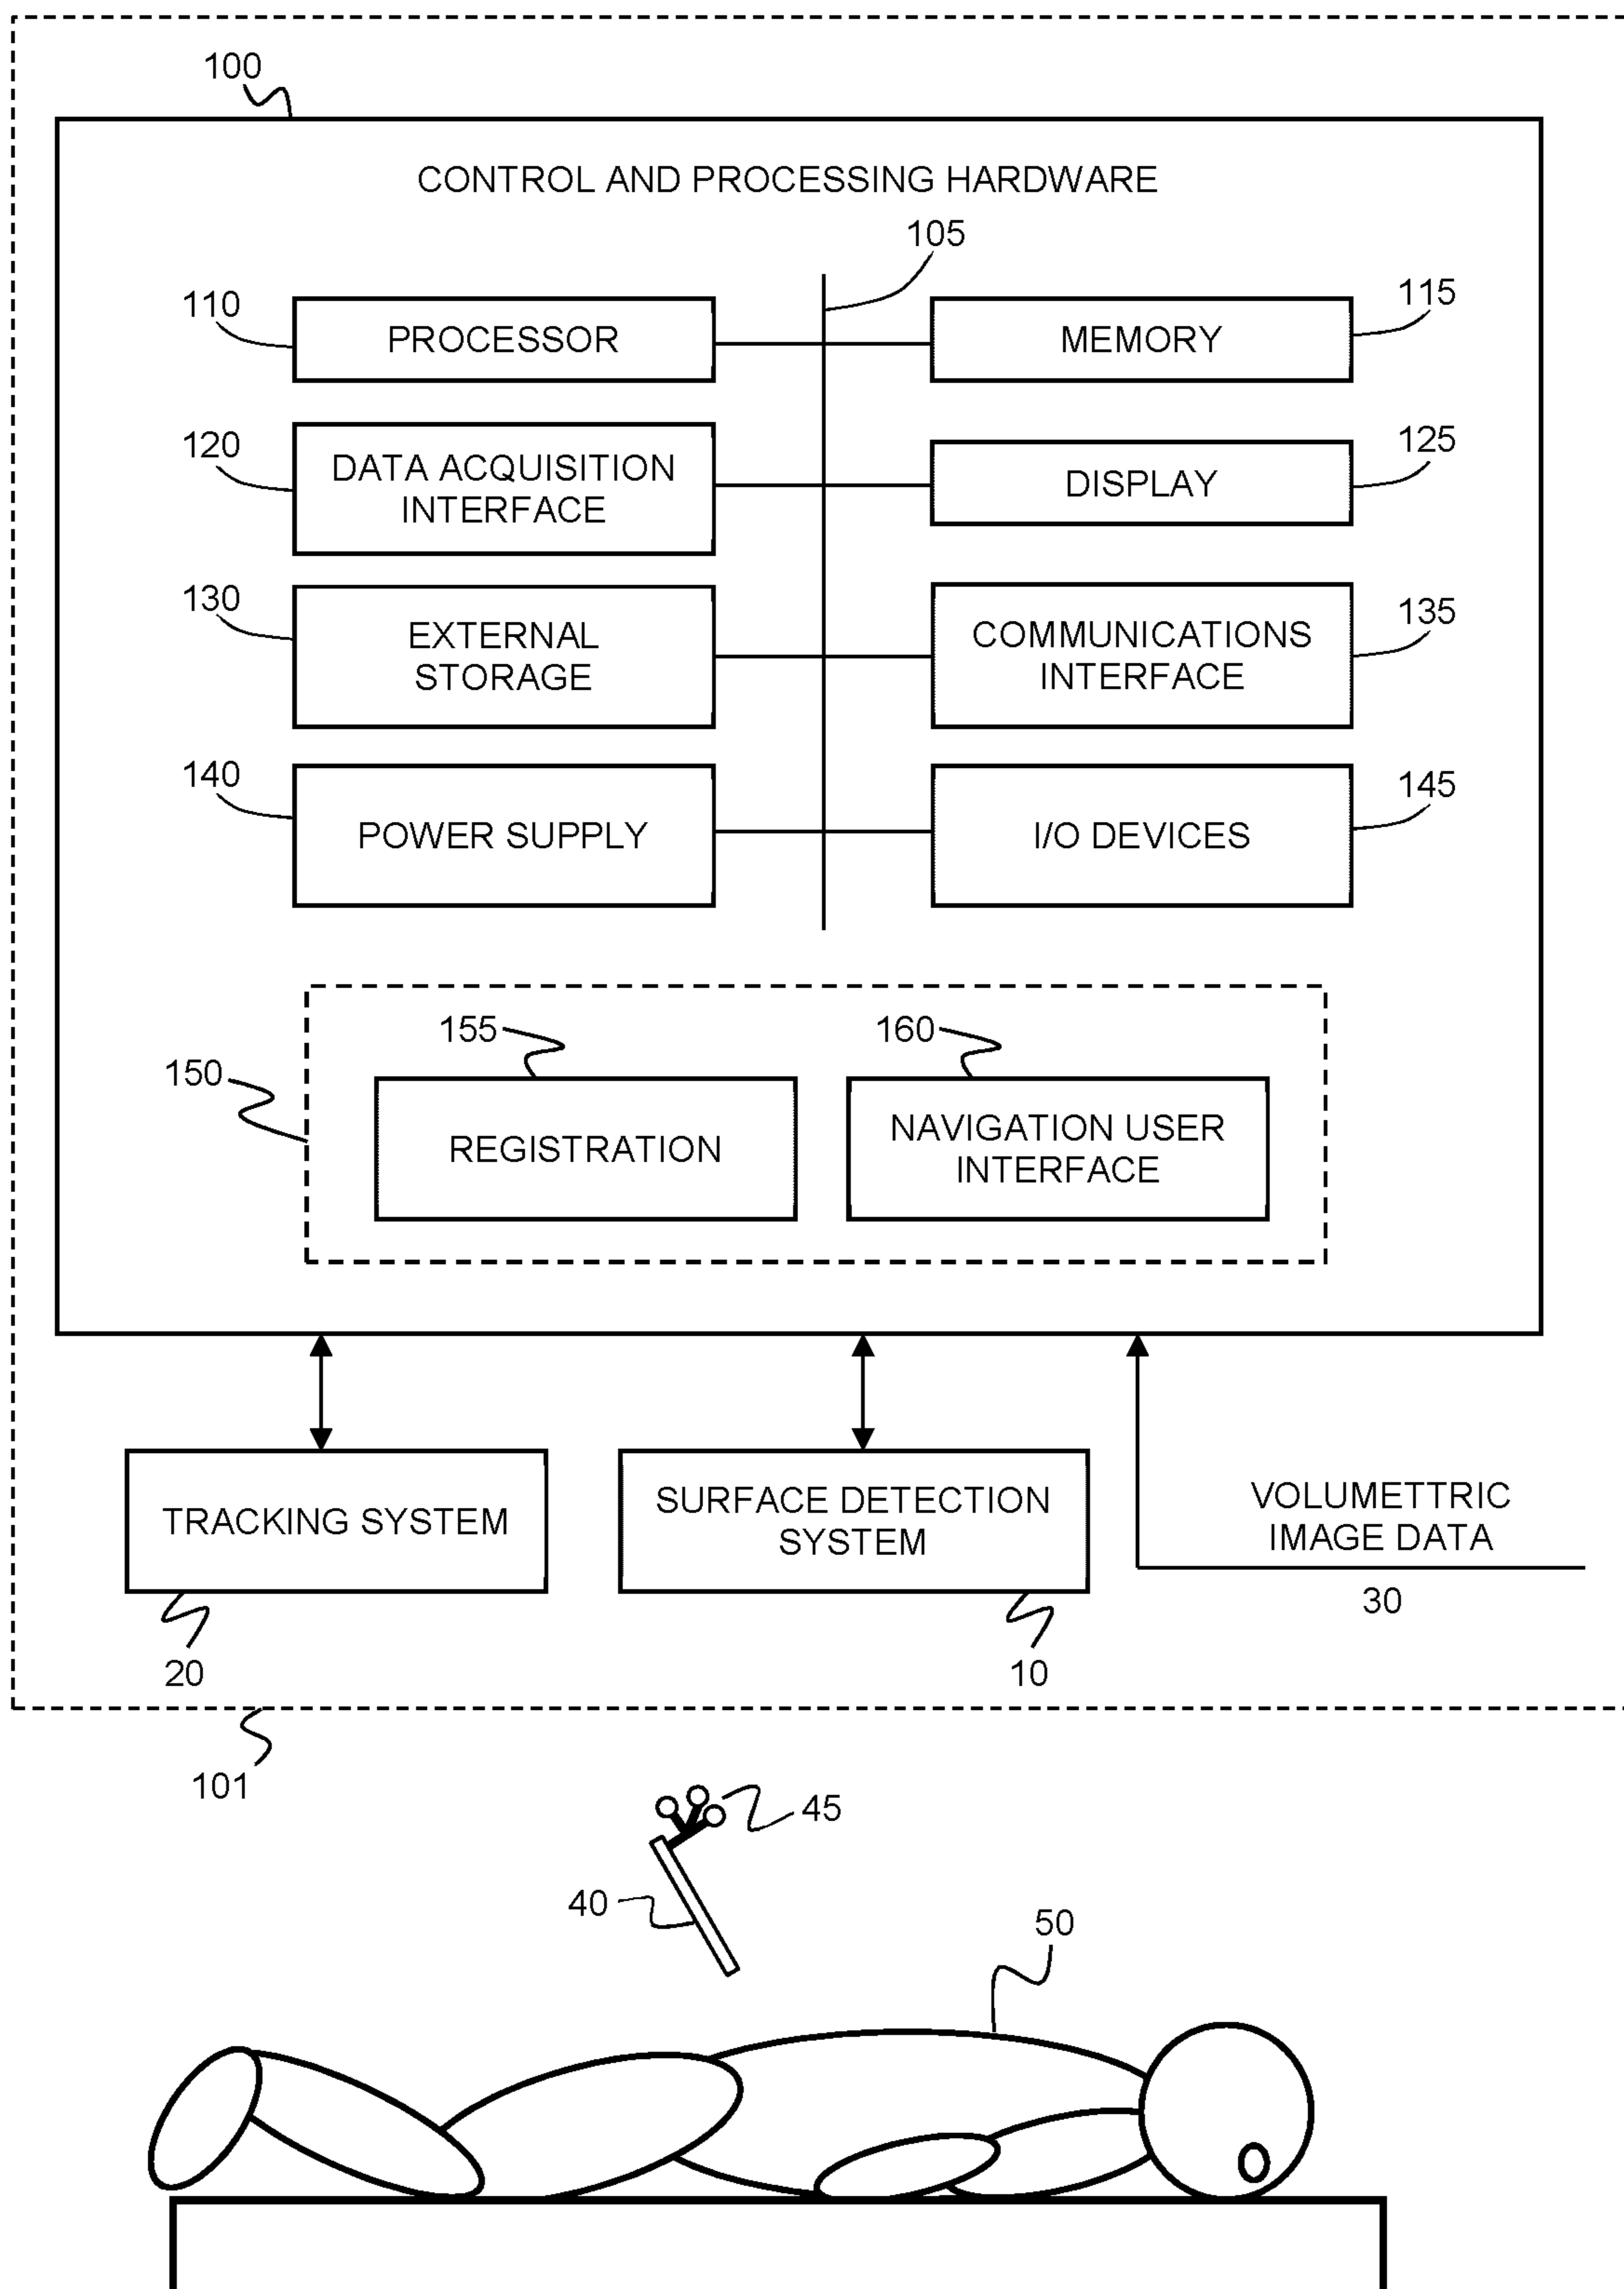 100
CONTROL AND PROCESSING HARDWARE
105
110
PROCESSOR
MEMORY
115
120
DATA ACQUISITION
INTERFACE
DISPLAY
125
130
EXTERNAL
STORAGE
COMMUNICATIONS
INTERFACE
135
140
POWER SUPPLY
I/O DEVICES
145
150
155
REGISTRATION
160
NAVIGATION USER
INTERFACE
TRACKING SYSTEM
20
SURFACE DETECTION
SYSTEM
10
VOLUMETTRIC
IMAGE DATA
30
101
45
40
50